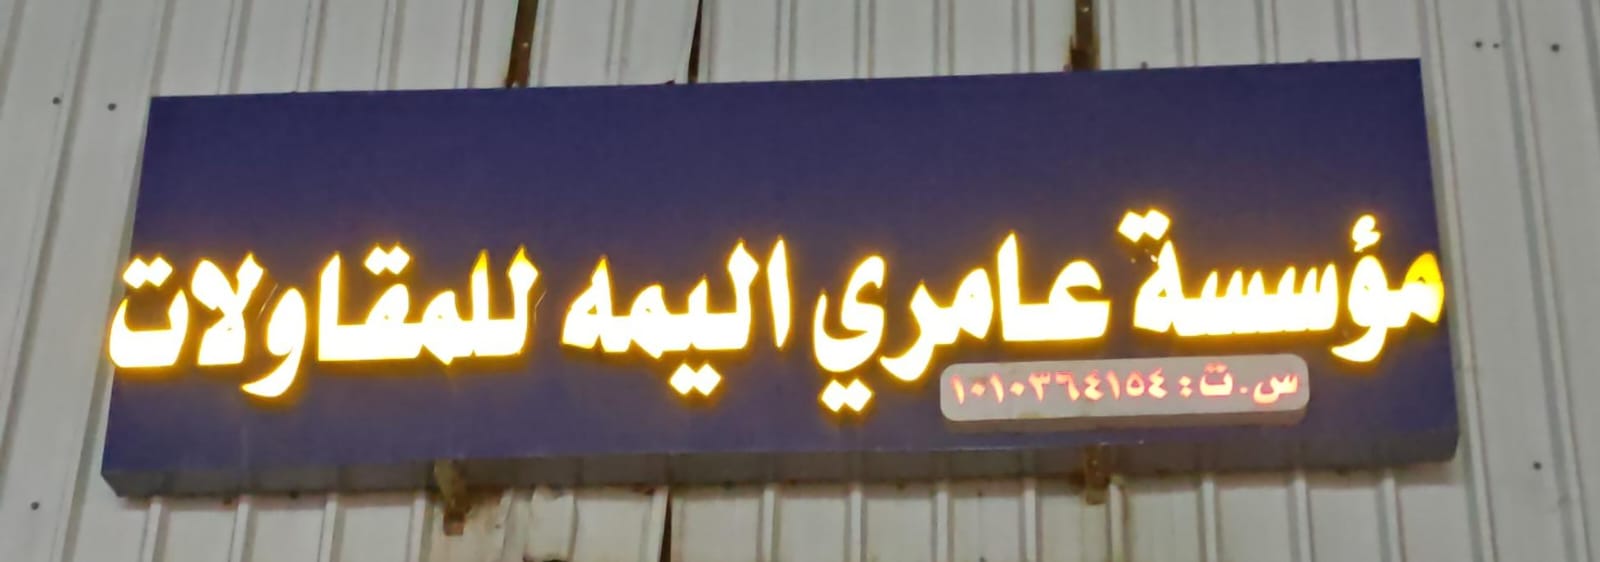 مؤسسة عامري اليمه للمقاولات
س.ت: ١٠١٠٣٦٤١٥٤